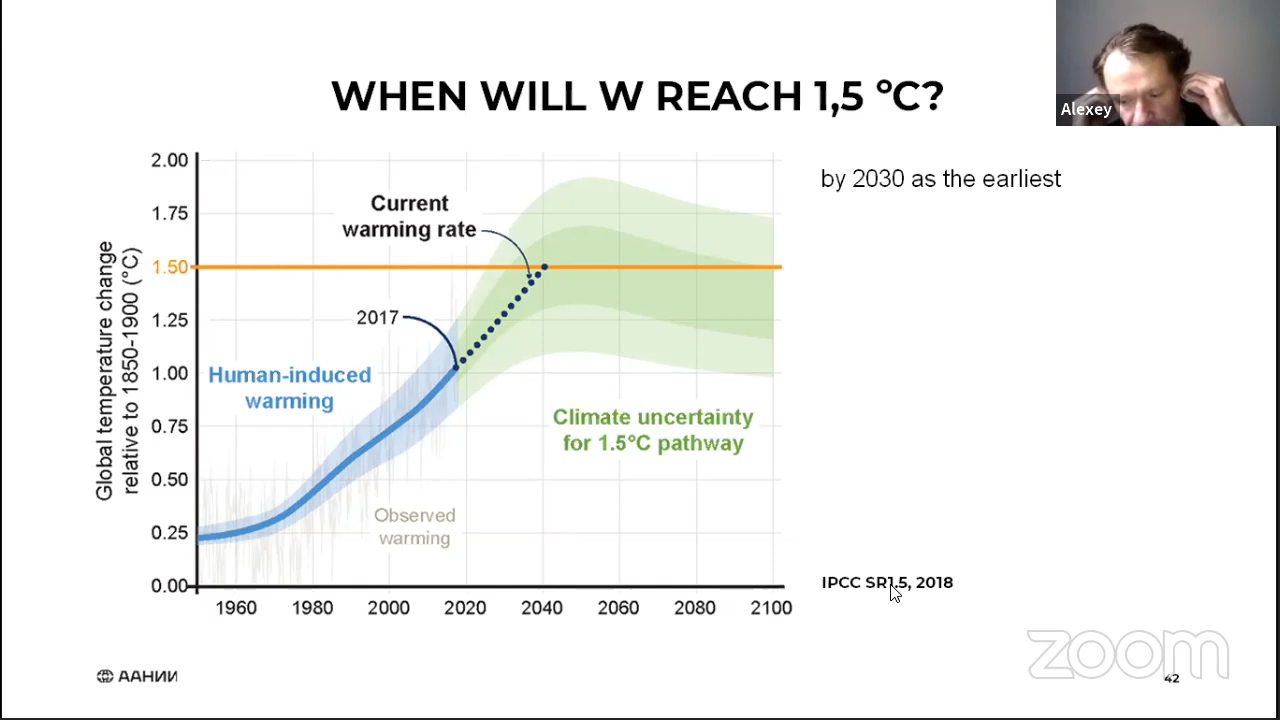 WHEN WILL W REACH 1,5 ºC?
Alexey
by 2030 as the earliest
Global temperature change
relative to 1850-1900 (°C)
2.00
1.75
1.50
1.25
1.00
0.75
0.50
0.25
0.00
Current
warming rate
2017
Human-induced
warming
Climate uncertainty
for 1.5°C pathway
Observed
warming
1960 1980 2000 2020 2040 2060 2080 2100
IPCC SR1.5, 2018
ААНИИ
zoom
42